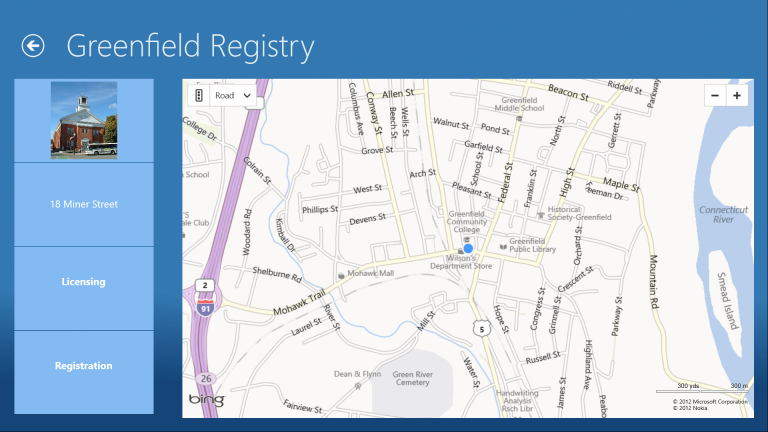 Greenfield Registry
18 Miner Street
Licensing
Registration
Road
Allen St
Beacon St
Riddell St
Parkway
Columbus Ave
Conway St
Beech St
Wells St
Greenfield
Middle School
Walnut St
Pond St
North St
Garrett St
College Dr
Garfield St
Grove St
School St
Federal St
Colrain St
Arch St
Franklin St
High St
Maple St
s School
West St
Pleasant St
Phillips St
Greenfield
Community
College
Historical
Society-Greenfield
Connecticut
River
Devens St
Woodard Rd
Kimball Dr
Orchard St
Greenfield
Public Library
Wilson's
Department Store
Shelburne Rd
Mohawk Mall
Crescent St
Mountain Rd
Smead Island
2
91
Mohawk Trail
River St
Laurel St
Mill St
5
Hope St
Congress St
Grinnell St
Parkway St
Russell St
Highland Ave
Water St
26
Dean & Flynn
Green River
Cemetery
Handwriting
Analysis
Rsch Libr
James St
Fairview St
bing
300 yds
300 m
© 2012 Microsoft Corporation
© 2012 Nokia